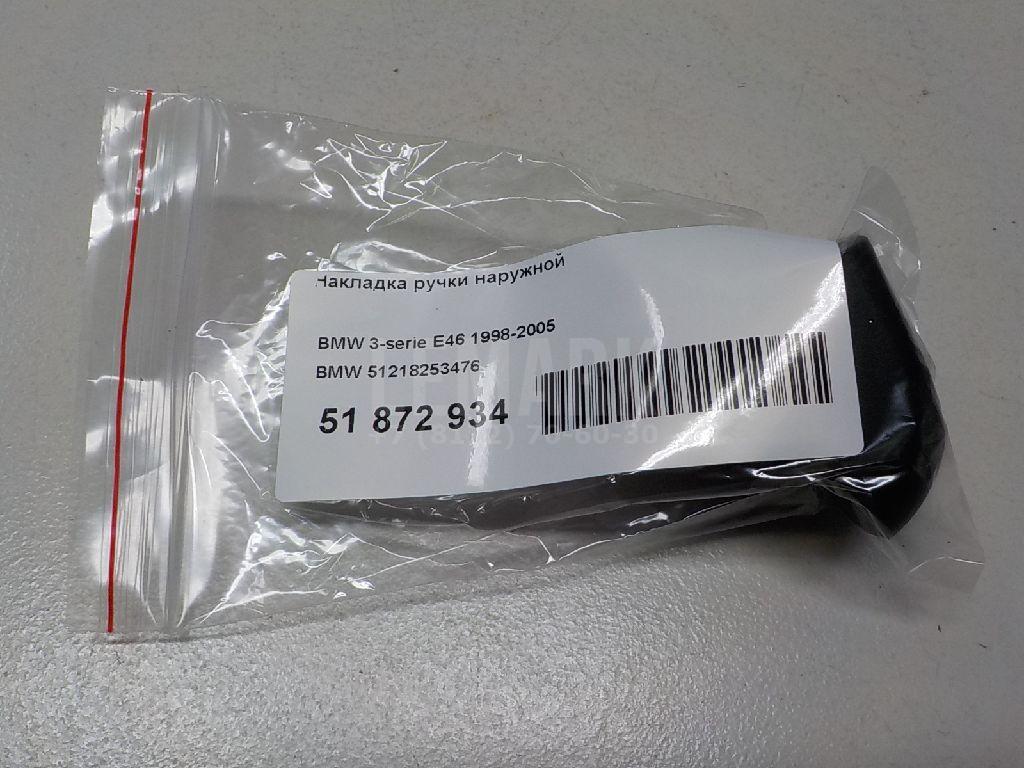 Накладка ручки наружной
BMW 3-serie E46 1998-2005
BMW 51218253476
51 872 934